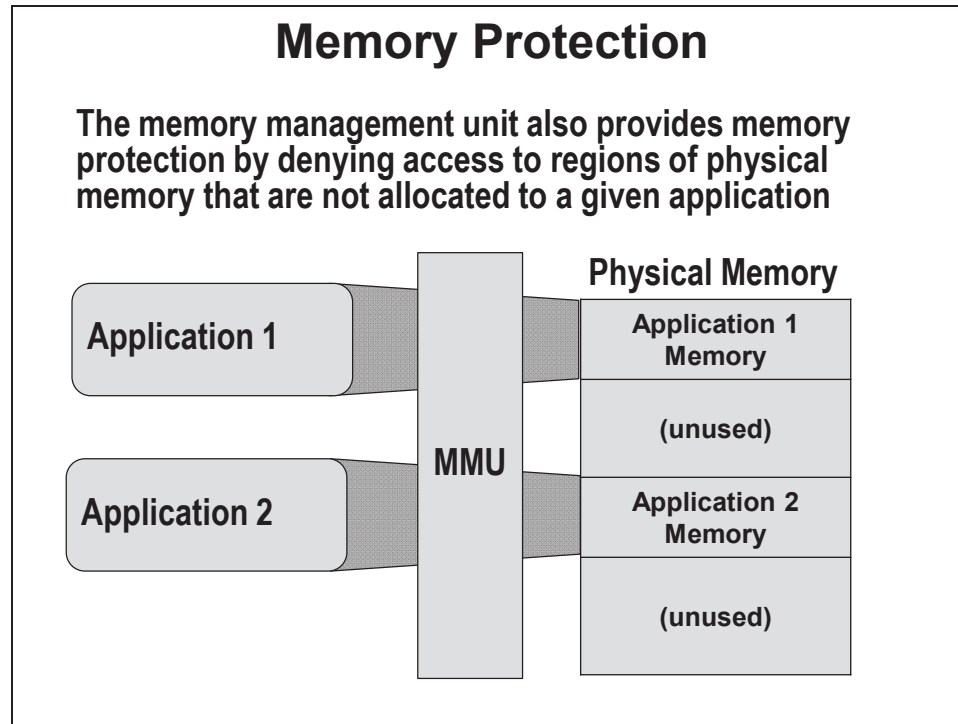 Memory Protection
The memory management unit also provides memory
protection by denying access to regions of physical
memory that are not allocated to a given application
Physical Memory
Application 1
Application 1
Memory
(unused)
MMU
Application 2
Application 2
Memory
(unused)